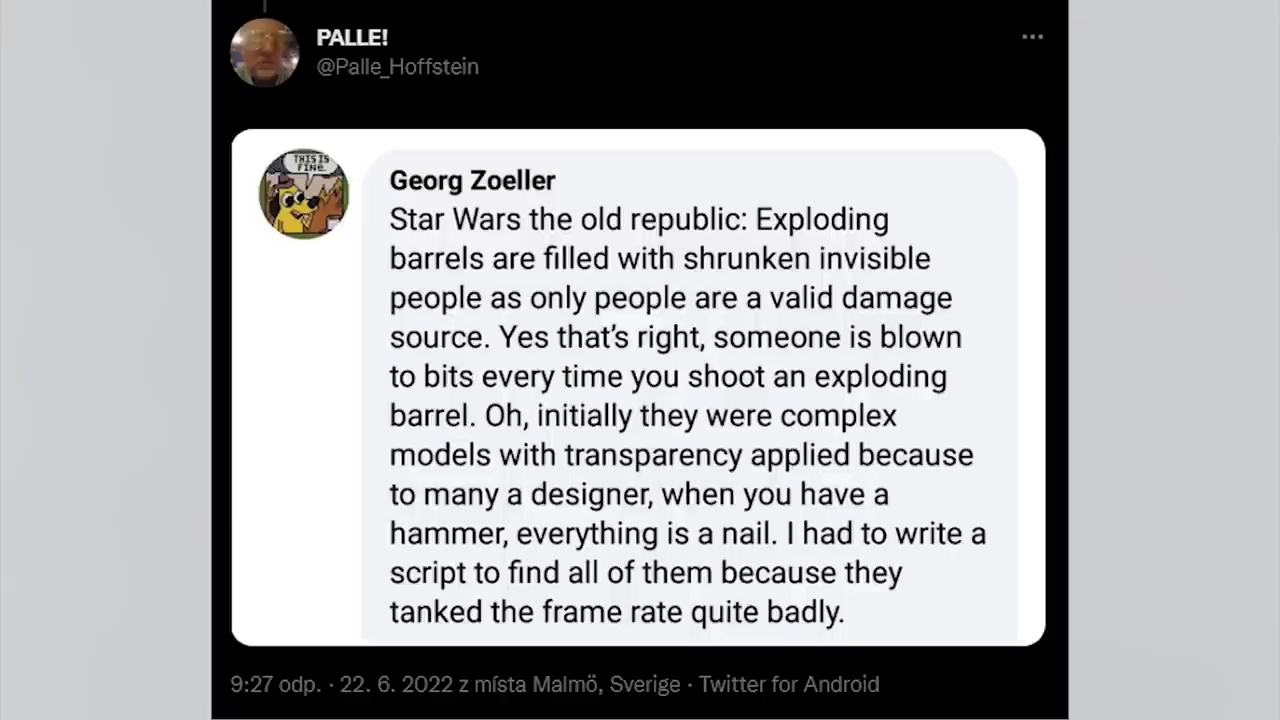 PALLE!
@Palle_Hoffstein
THIS IS
FINE.
Georg Zoeller
Star Wars the old republic: Exploding
barrels are filled with shrunken invisible
people as only people are a valid damage
source. Yes that's right, someone is blown
to bits every time you shoot an exploding
barrel. Oh, initially they were complex
models with transparency applied because
to many a designer, when you have a
hammer, everything is a nail. I had to write a
script to find all of them because they
tanked the frame rate quite badly.
9:27 odp. · 22. 6. 2022 z místa Malmö, Sverige · Twitter for Android